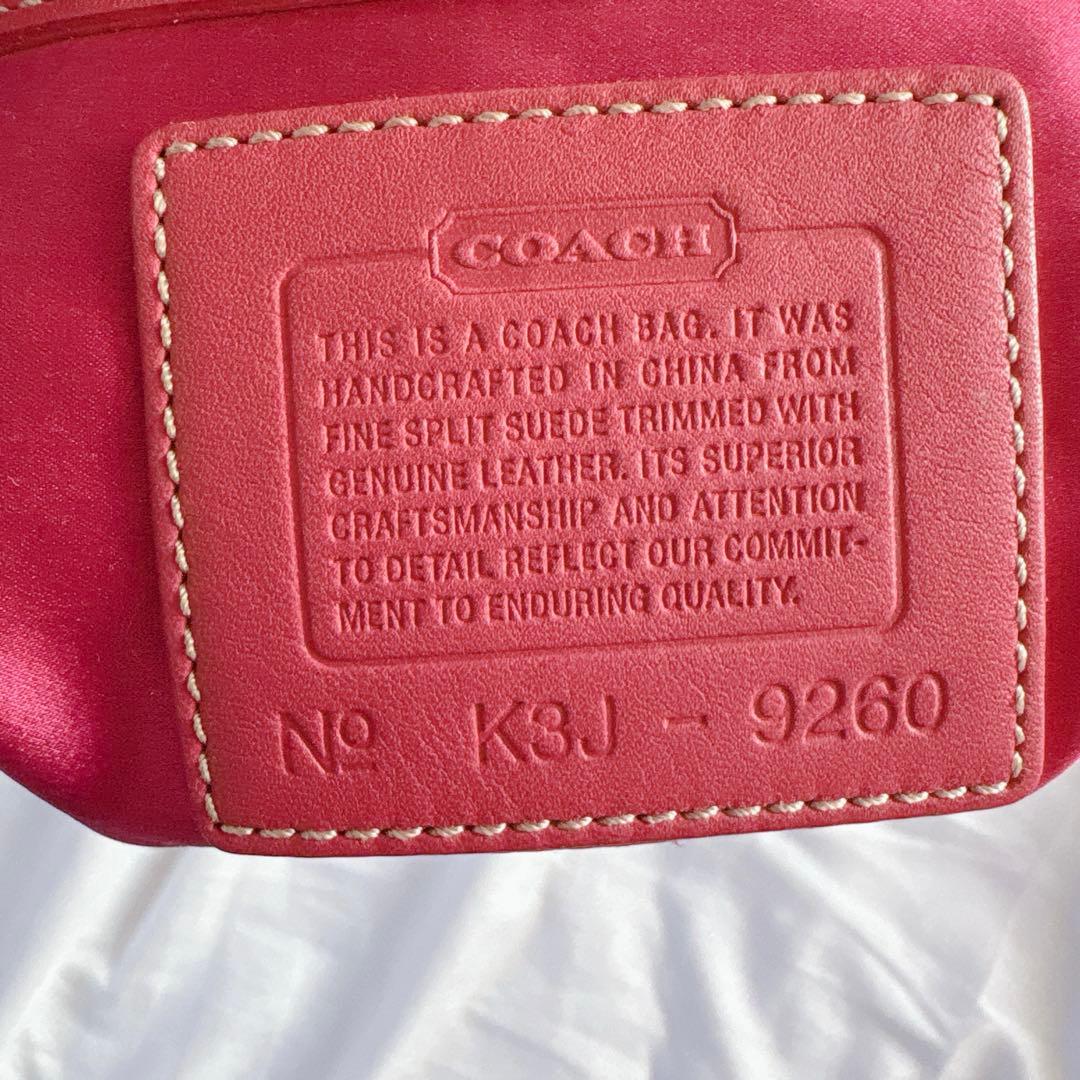 COACH
THIS IS A COACH BAG. IT WAS
HANDCRAFTED IN CHINA FROM
FINE SPLIT SUEDE TRIMMED WITH
GENUINE LEATHER. ITS SUPERIOR
CRAFTSMANSHIP AND ATTENTION
TO DETAIL REFLECT OUR COMMIT-
MENT TO ENDURING QUALITY.
Nº K3J - 9260